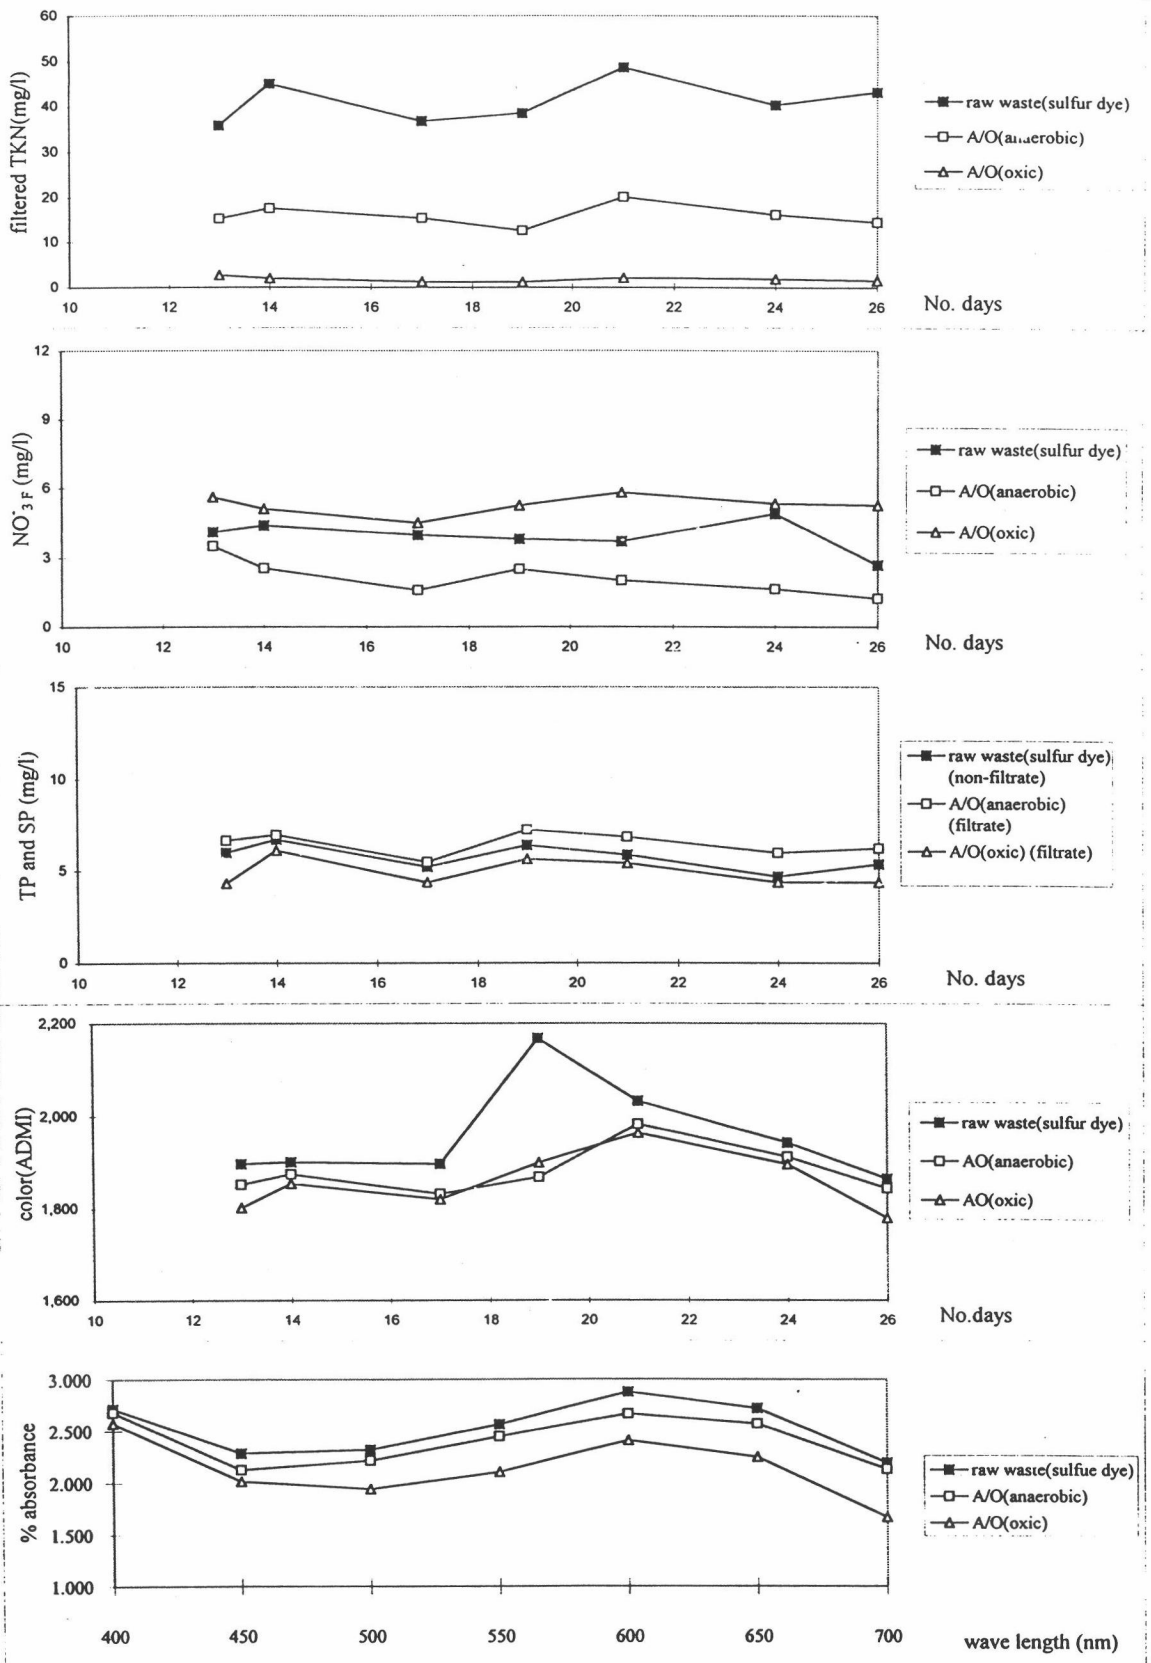 60
50
40
30
20
10
0
filtered TKN(mg/l)
10 12 14 16 18 20 22 24 26
No. days
raw waste(sulfur dye)
A/O(anaerobic)
A/O(oxic)
12
9
6
3
0
NO⁻₃ F (mg/l)
10 12 14 16 18 20 22 24 26
No. days
raw waste(sulfur dye)
A/O(anaerobic)
A/O(oxic)
15
10
5
0
TP and SP (mg/l)
10 12 14 16 18 20 22 24 26
No. days
raw waste(sulfur dye)
(non-filtrate)
A/O(anaerobic)
(filtrate)
A/O(oxic) (filtrate)
2,200
2,000
1,800
1,600
color(ADMI)
10 12 14 16 18 20 22 24 26
No.days
raw waste(sulfur dye)
AO(anaerobic)
AO(oxic)
3.000
2.500
2.000
1.500
1.000
% absorbance
400 450 500 550 600 650 700
wave length (nm)
raw waste(sulfue dye)
A/O(anaerobic)
A/O(oxic)